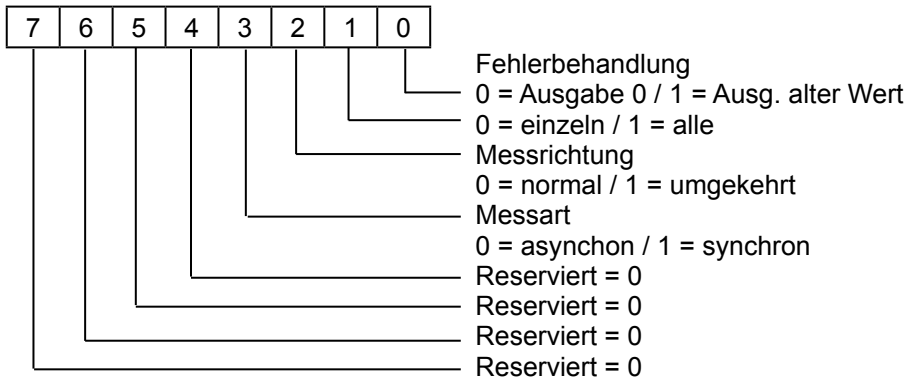 7 6 5 4 3 2 1 0
Fehlerbehandlung
0 = Ausgabe 0 / 1 = Ausg. alter Wert
0 = einzeln / 1 = alle
Messrichtung
0 = normal / 1 = umgekehrt
Messart
0 = asynchon / 1 = synchron
Reserviert = 0
Reserviert = 0
Reserviert = 0
Reserviert = 0